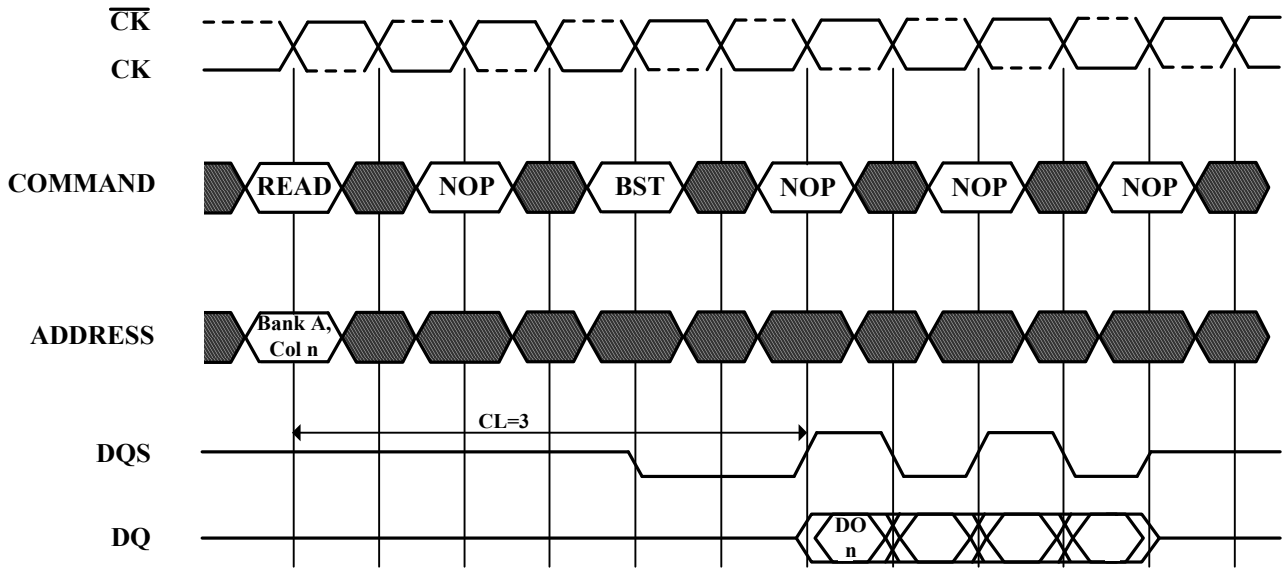 CK
CK
COMMAND
READ
NOP
BST
NOP
NOP
NOP
ADDRESS
Bank A,
Col n
CL=3
DQS
DQ
DO
n